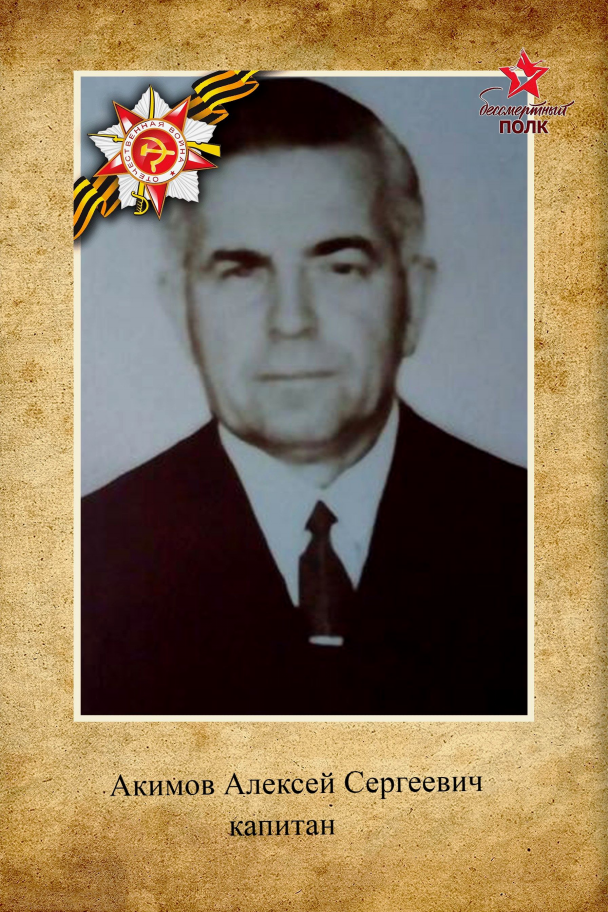 ОТЕЧЕСТВЕННАЯ ВОЙНА
бессмертный
ПОЛК
Акимов Алексей Сергеевич
капитан